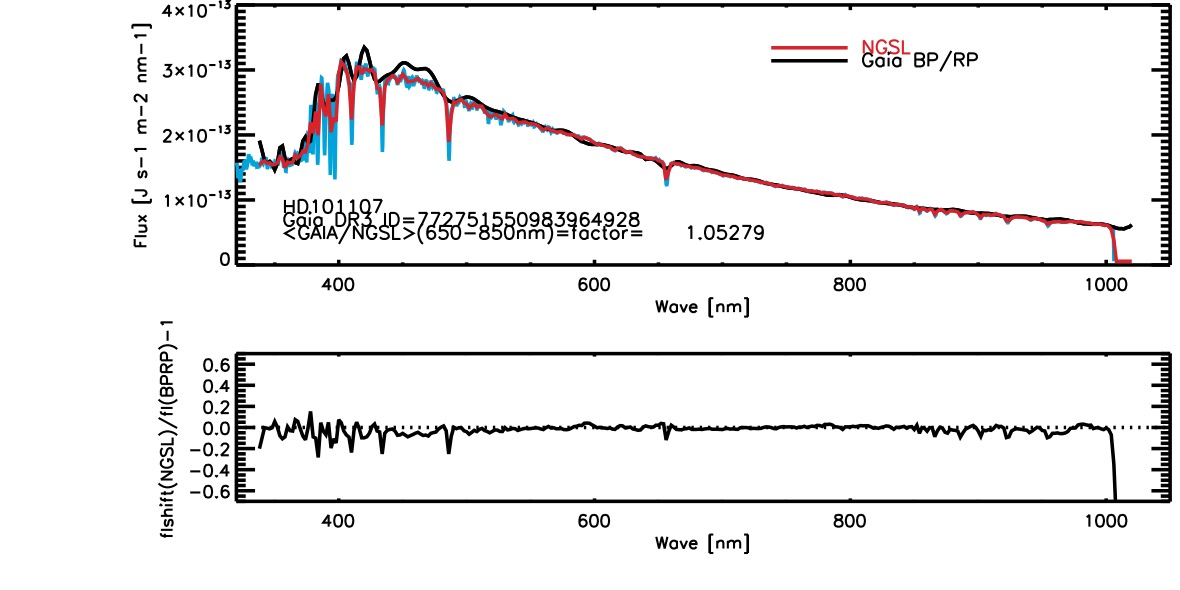 4×10−13
3×10−13
2×10−13
1×10−13
0
Flux [J s−1 m−2 nm−1]
NGSL
Gaia BP/RP
HD101107
Gaia DR3 ID=772751550983964928
<GAIA/NGSL>(650−850nm)=factor= 1.05279
400 600 800 1000
Wave [nm]
0.6
0.4
0.2
0.0
−0.2
−0.4
−0.6
flshift(NGSL)/fl(BPRP)−1
400 600 800 1000
Wave [nm]